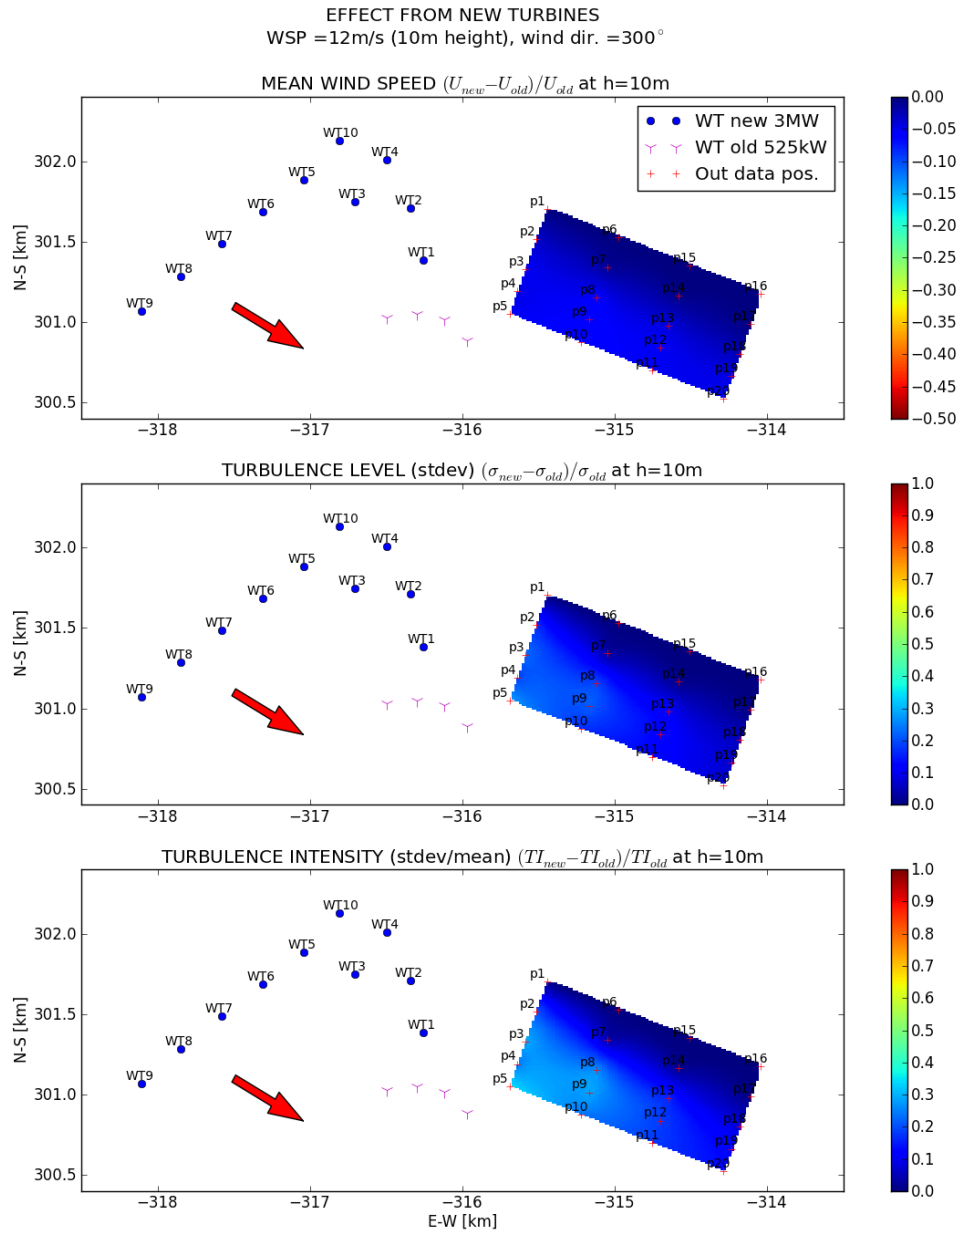 EFFECT FROM NEW TURBINES
WSP =12m/s (10m height), wind dir. =300°
MEAN WIND SPEED (U_new−U_old)/U_old at h=10m
WT new 3MW
WT old 525kW
Out data pos.
WT10
WT4
WT5
WT3
WT2
WT6
WT7
WT1
WT8
WT9
p1
p2
p3
p4
p5
p6
p7
p8
p9
p10
p11
p12
p13
p14
p15
p16
p18
p19
p20
N-S [km]
302.0
301.5
301.0
300.5
−318
−317
−316
−315
−314
0.00
−0.05
−0.10
−0.15
−0.20
−0.25
−0.30
−0.35
−0.40
−0.45
−0.50
TURBULENCE LEVEL (stdev) (σ_new−σ_old)/σ_old at h=10m
WT10
WT4
WT5
WT3
WT2
WT6
WT7
WT1
WT8
WT9
p1
p2
p3
p4
p5
p6
p7
p8
p9
p10
p11
p12
p13
p14
p15
p16
p18
p19
p20
N-S [km]
302.0
301.5
301.0
300.5
−318
−317
−316
−315
−314
1.0
0.9
0.8
0.7
0.6
0.5
0.4
0.3
0.2
0.1
0.0
TURBULENCE INTENSITY (stdev/mean) (TI_new−TI_old)/TI_old at h=10m
WT10
WT4
WT5
WT3
WT2
WT6
WT7
WT1
WT8
WT9
p1
p2
p3
p4
p5
p6
p7
p8
p9
p10
p11
p12
p13
p14
p15
p16
p18
p19
p20
N-S [km]
302.0
301.5
301.0
300.5
−318
−317
−316
−315
−314
E-W [km]
1.0
0.9
0.8
0.7
0.6
0.5
0.4
0.3
0.2
0.1
0.0